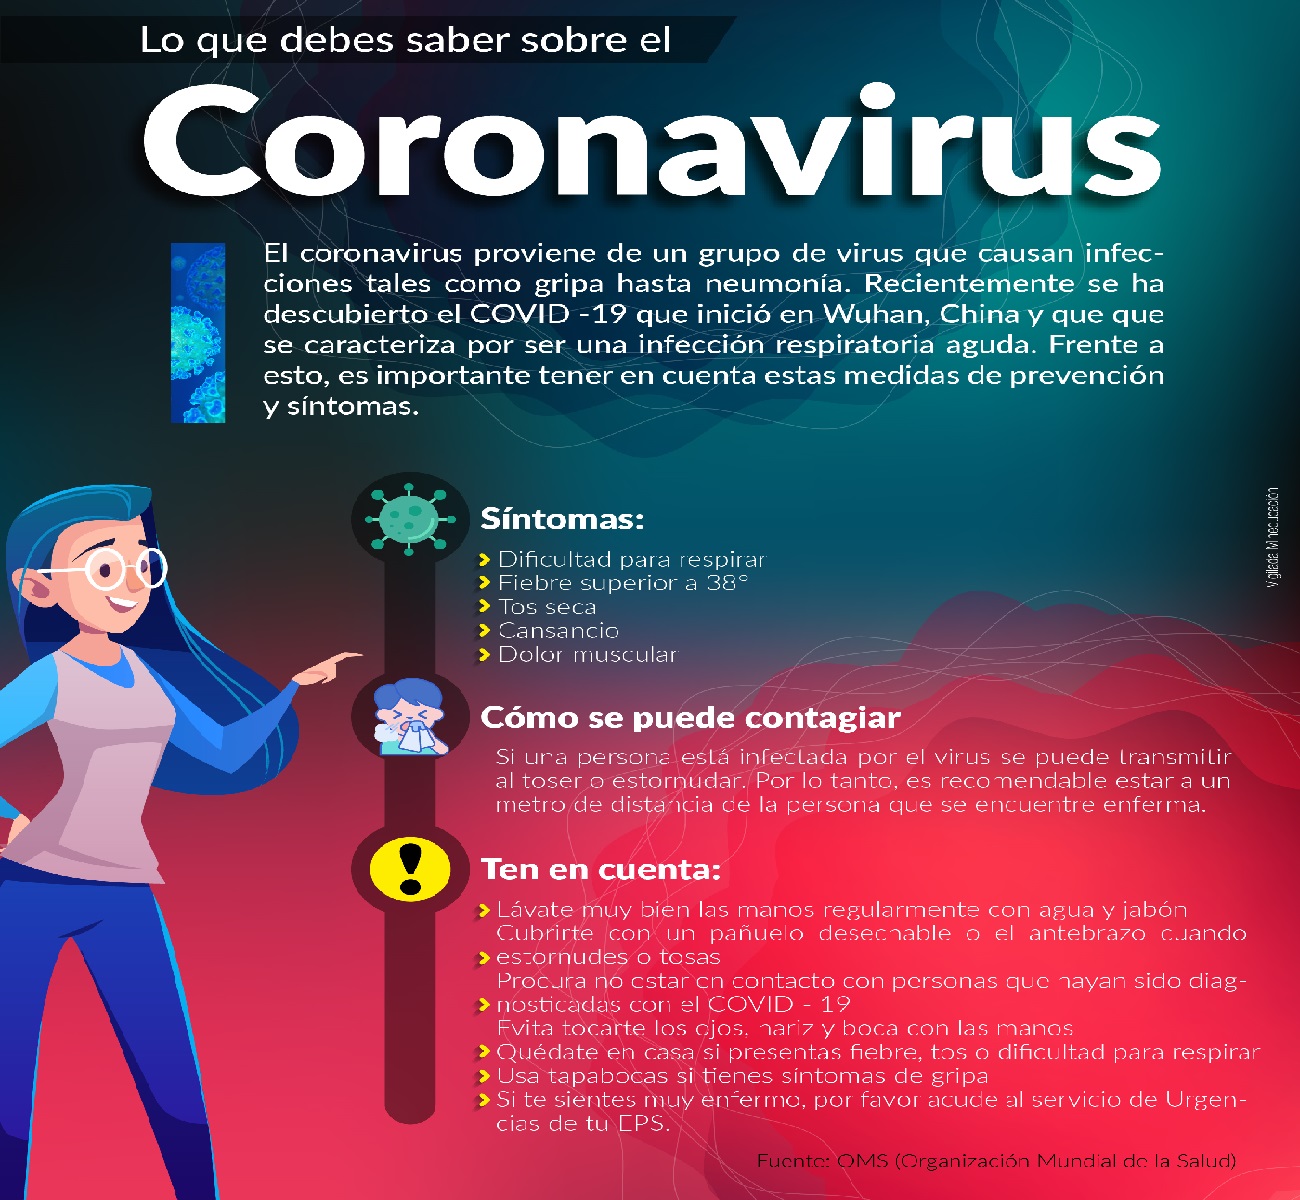 Lo que debes saber sobre el
Coronavirus
El coronavirus proviene de un grupo de virus que causan infec-
ciones tales como gripa hasta neumonía. Recientemente se ha
descubierto el COVID -19 que inició en Wuhan, China y que que
se caracteriza por ser una infección respiratoria aguda. Frente a
esto, es importante tener en cuenta estas medidas de prevención
y síntomas.
Síntomas:
Dificultad para respirar
Fiebre superior a 38°
Tos seca
Cansancio
Dolor muscular
Cómo se puede contagiar
Si una persona está infectada por el virus se puede transmitir
al toser o estornudar. Por lo tanto, es recomendable estar a un
metro de distancia de la persona que se encuentre enferma.
Ten en cuenta:
Lávate muy bien las manos regularmente con agua y jabón
Cubrirte con un pañuelo desechable o el antebrazo cuando
estornudes o tosas
Procura no estar en contacto con personas que hayan sido diag-
nosticadas con el COVID - 19
Evita tocarte los ojos, nariz y boca con las manos
Quédate en casa si presentas fiebre, tos o dificultad para respirar
Usa tapabocas si tienes síntomas de gripa
Si te sientes muy enfermo, por favor acude al servicio de Urgen-
cias de tu EPS.
Fuente: OMS (Organización Mundial de la Salud)
Vigilada Mineducación